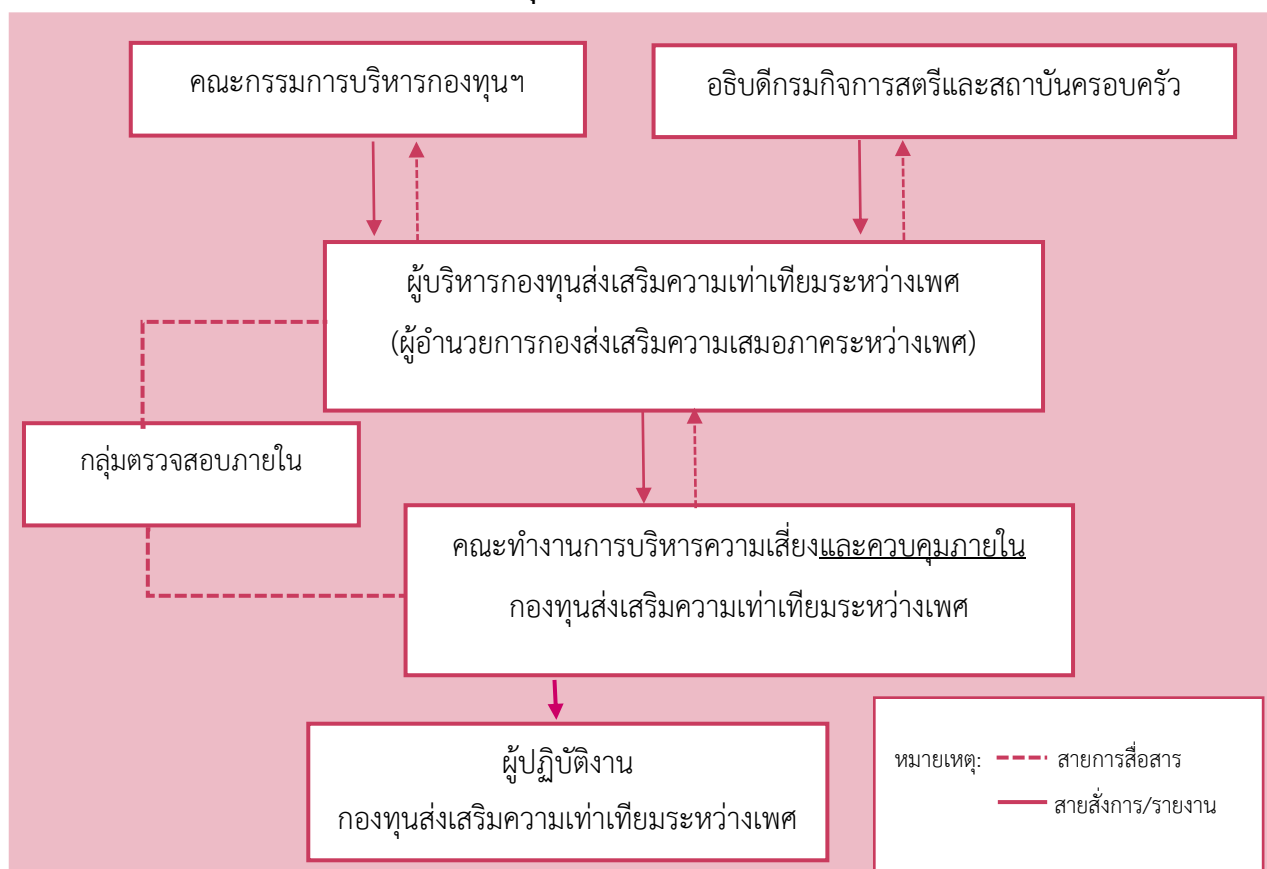 คณะกรรมการบริหารกองทุนฯ
อธิบดีกรมกิจการสตรีและสถาบันครอบครัว
ผู้บริหารกองทุนส่งเสริมความเท่าเทียมระหว่างเพศ
(ผู้อำนวยการกองส่งเสริมความเสมอภาคระหว่างเพศ)
กลุ่มตรวจสอบภายใน
คณะทำงานการบริหารความเสี่ยงและควบคุมภายใน
กองทุนส่งเสริมความเท่าเทียมระหว่างเพศ
ผู้ปฏิบัติงาน
กองทุนส่งเสริมความเท่าเทียมระหว่างเพศ
หมายเหตุ: สายการสื่อสาร
สายสั่งการ/รายงาน